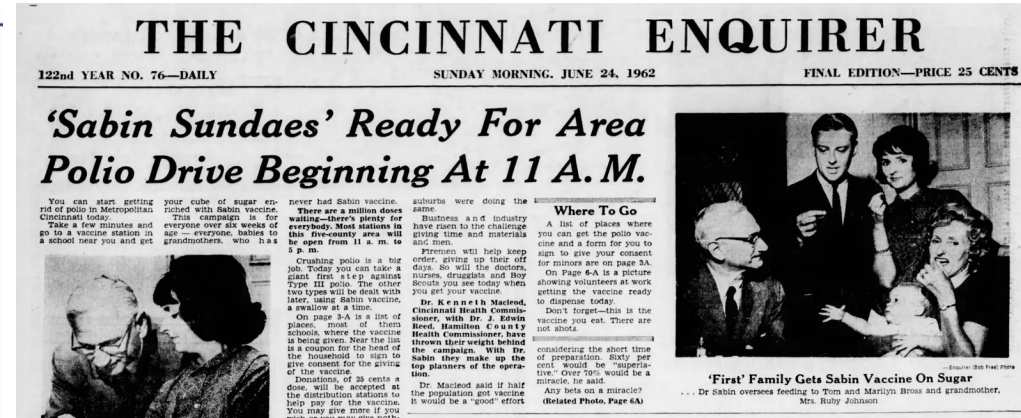 THE CINCINNATI ENQUIRER
122nd YEAR NO. 76—DAILY
SUNDAY MORNING. JUNE 24, 1962
FINAL EDITION—PRICE 25 CENTS
‘Sabin Sundaes’ Ready For Area
Polio Drive Beginning At 11 A. M.
You can start getting
rid of polio in Metropolitan
Cincinnati today.
Take a few minutes and
go to a vaccine station in
a school near you and get
your cube of sugar en-
riched with Sabin vaccine.
This campaign is for
everyone over six weeks of
age — everyone, babies to
grandmothers, who has
never had Sabin vaccine.
There are a million doses
waiting—there's plenty for
everybody. Most stations in
this five-county area will
be open from 11 a. m. to
5 p. m.
Crushing polio is a big
job. Today you can take a
giant first step against
Type III polio. The other
two types will be dealt with
later, using Sabin vaccine,
a swallow at a time.
On page 3-A is a list of
places, most of them
schools, where the vaccine
is being given. Near the list
is a coupon for the head of
the household to sign to
give consent for the giving
of the vaccine.
Donations, of 25 cents a
dose, will be accepted at
the distribution stations to
help pay for the vaccine.
You may give more if you
suburbs were doing the
same.
Business and industry
have risen to the challenge
giving time and materials
and men.
Firemen will help keep
order, giving up their off
days. So will the doctors,
nurses, druggists and Boy
Scouts you see today when
you get your vaccine.
Dr. Kenneth Macleod,
Cincinnati Health Commis-
sioner, with Dr. J. Edwin
Reed, Hamilton County
Health Commissioner, have
thrown their weight behind
the campaign. With Dr.
Sabin they make up the
top planners of the opera-
tion.
Dr. Macleod said if half
the population got vaccine
it would be a "good" effort
Where To Go
A list of places where
you can get the polio vac-
cine and a form for you to
sign to give your consent
for minors are on page 3A.
On Page 6-A is a picture
showing volunteers at work
getting the vaccine ready
to dispense today.
Don't forget—this is the
vaccine you eat. There are
not shots.
considering the short time
of preparation. Sixty per
cent would be "superla-
tive." Over 70% would be a
miracle, he said.
Any bets on a miracle?
(Related Photo, Page 6A)
—Enquirer (Bob Free) Photo
‘First’ Family Gets Sabin Vaccine On Sugar
. . . Dr Sabin oversees feeding to Tom and Marilyn Bross and grandmother,
Mrs. Ruby Johnson